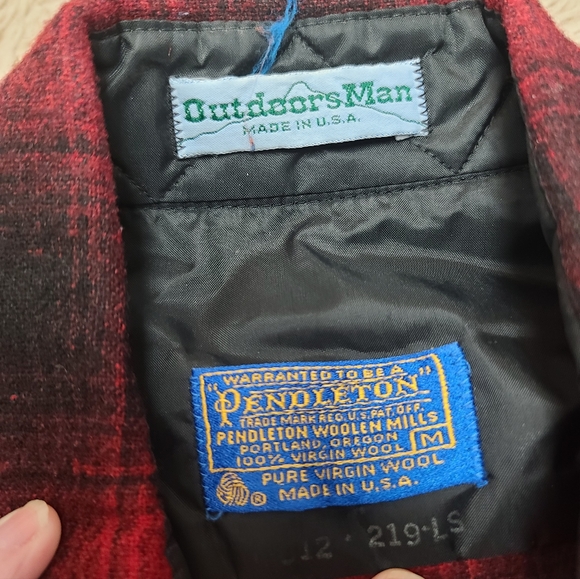 OutdoorsMan
MADE IN U.S.A.
WARRANTED TO BE A
"PENDLETON"
TRADE MARK REG. U.S. PAT. OFF.
PENDLETON WOOLEN MILLS
PORTLAND, OREGON
100% VIRGIN WOOL M
PURE VIRGIN WOOL
® MADE IN U.S.A.
12 · 219-LS